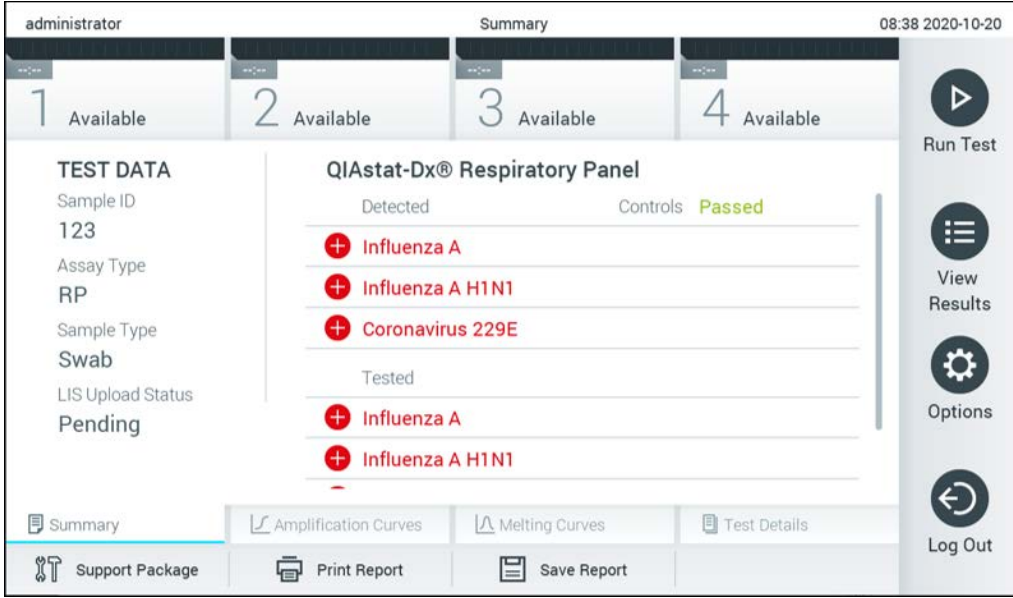 administrator Summary 08:38 2020-10-20
--:-- --:-- --:-- --:--
1 Available 2 Available 3 Available 4 Available
Run Test
TEST DATA
Sample ID
123
Assay Type
RP
Sample Type
Swab
LIS Upload Status
Pending
QIAstat-Dx® Respiratory Panel
Detected Controls Passed
Influenza A
Influenza A H1N1
Coronavirus 229E
Tested
Influenza A
Influenza A H1N1
View
Results
Options
Log Out
Summary Amplification Curves Melting Curves Test Details
Support Package Print Report Save Report